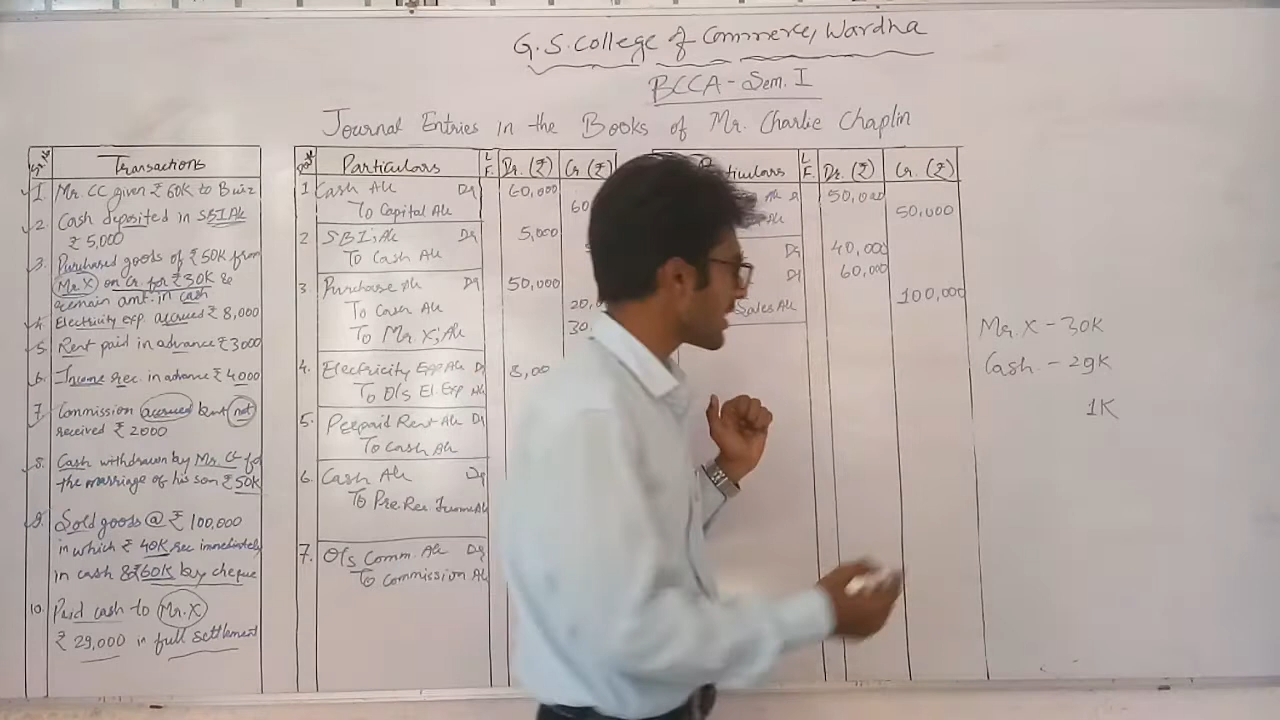 G.S. College of Commerce, Wardha
BCCA - Sem. I
Journal Entries in the Books of Mr. Charlie Chaplin
Sr. No Transactions
1. Mr. CC given ₹ 60K to Busi
2. Cash deposited in SBI A/c
₹ 5,000
3. Purchased goods of ₹ 50K from
Mr. X on Cr. for ₹ 30K &
remain amt. in cash
4. Electricity exp. accrued ₹ 8,000
5. Rent paid in advance ₹ 3000
6. Income rec. in advance ₹ 4000
7. Commission accrued but not
received ₹ 2000
8. Cash withdrawn by Mr. CC for
the marriage of his son ₹ 50K
9. Sold goods @ ₹ 100,000
in which ₹ 40K rec immediately
in cash & ₹ 60K by cheque
10. Paid cash to Mr. X
₹ 29,000 in full settlement
Date Particulars L.F. Dr. (₹) Cr (₹)
1 Cash A/c Dr 60,000
To Capital A/c 60
2 SBI's A/c Dr 5,000
To Cash A/c
3. Purchase A/c Dr 50,000
To Cash A/c 20,0
To Mr. X's A/c 30,
4. Electricity Exp A/c Dr 8,00
To O/s El. Exp A/c
5. Prepaid Rent A/c Dr
To Cash A/c
6. Cash A/c Dr
To Pre. Rec. Income A/c
7. O/s Comm. A/c Dr
To Commission A/c
ticulars L.F. Dr. (₹) Cr. (₹)
A/c Dr 50,000
50,000
Dr 40,000
Dr 60,000
Sales A/c 100,000
Mr. X - 30K
Cash. - 29K
1K